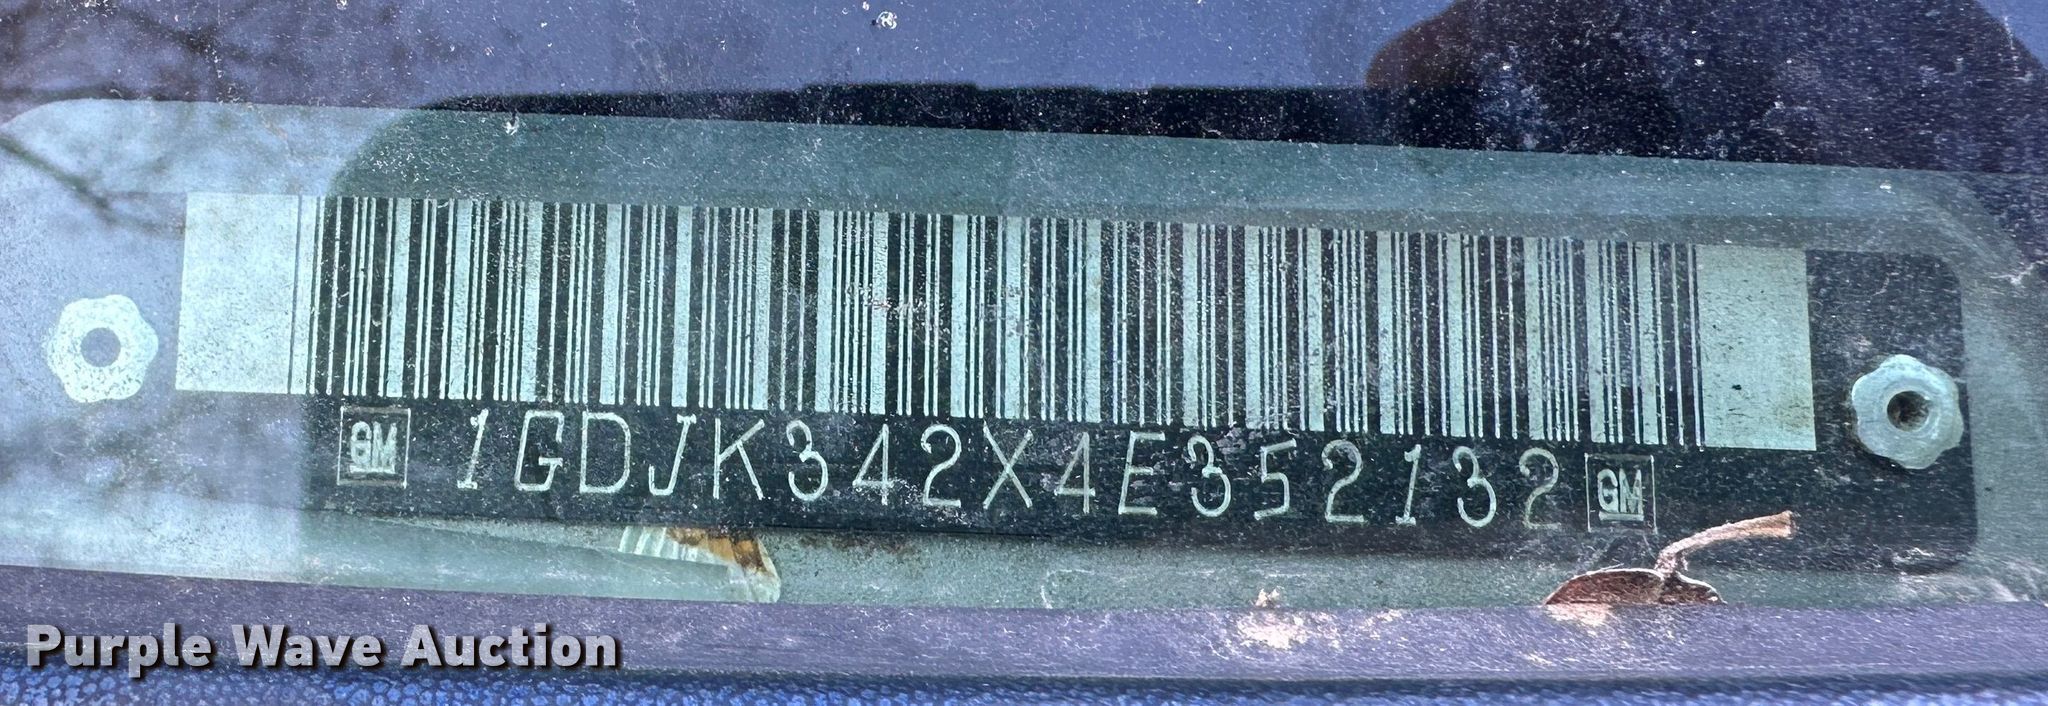 GM 1GDJK342X4E352132 GM
Purple Wave Auction